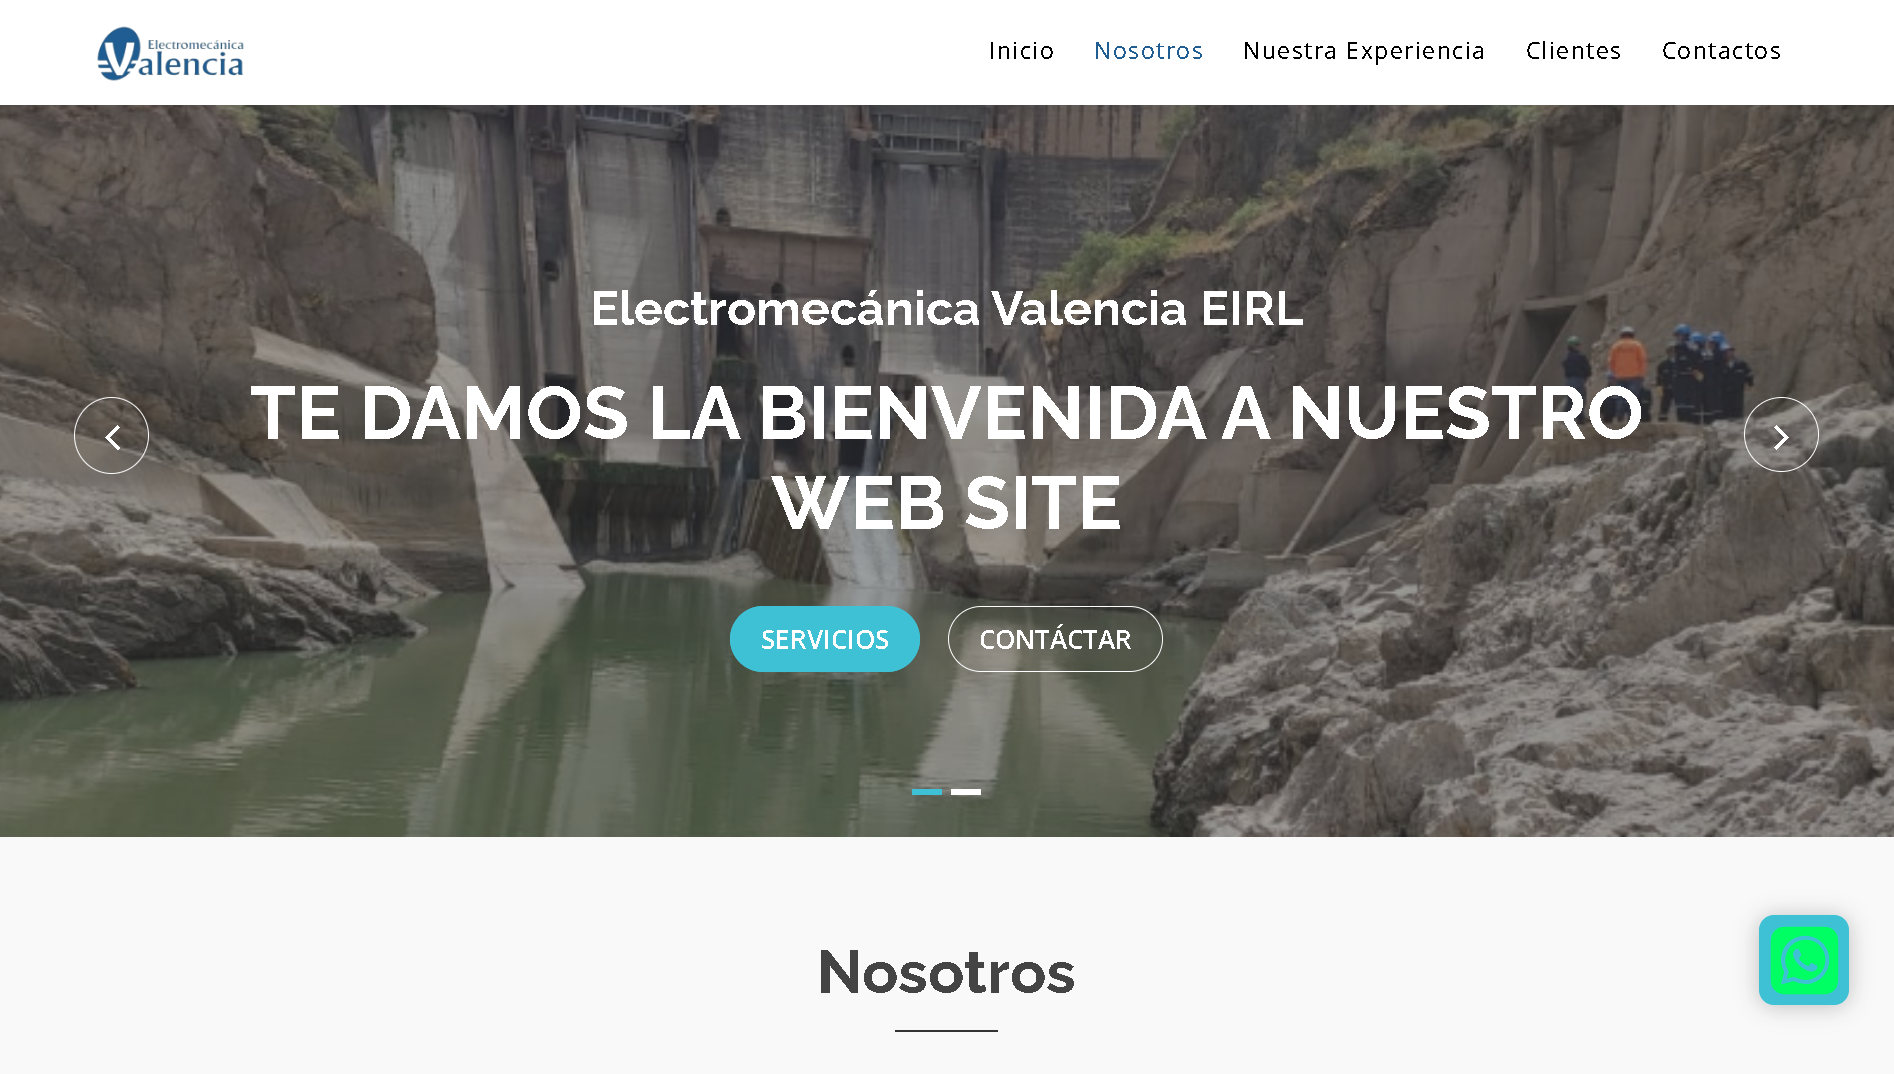 Electromecánica
Valencia
Inicio
Nosotros
Nuestra Experiencia
Clientes
Contactos
Electromecánica Valencia EIRL
TE DAMOS LA BIENVENIDA A NUESTRO
WEB SITE
SERVICIOS
CONTÁCTAR
Nosotros